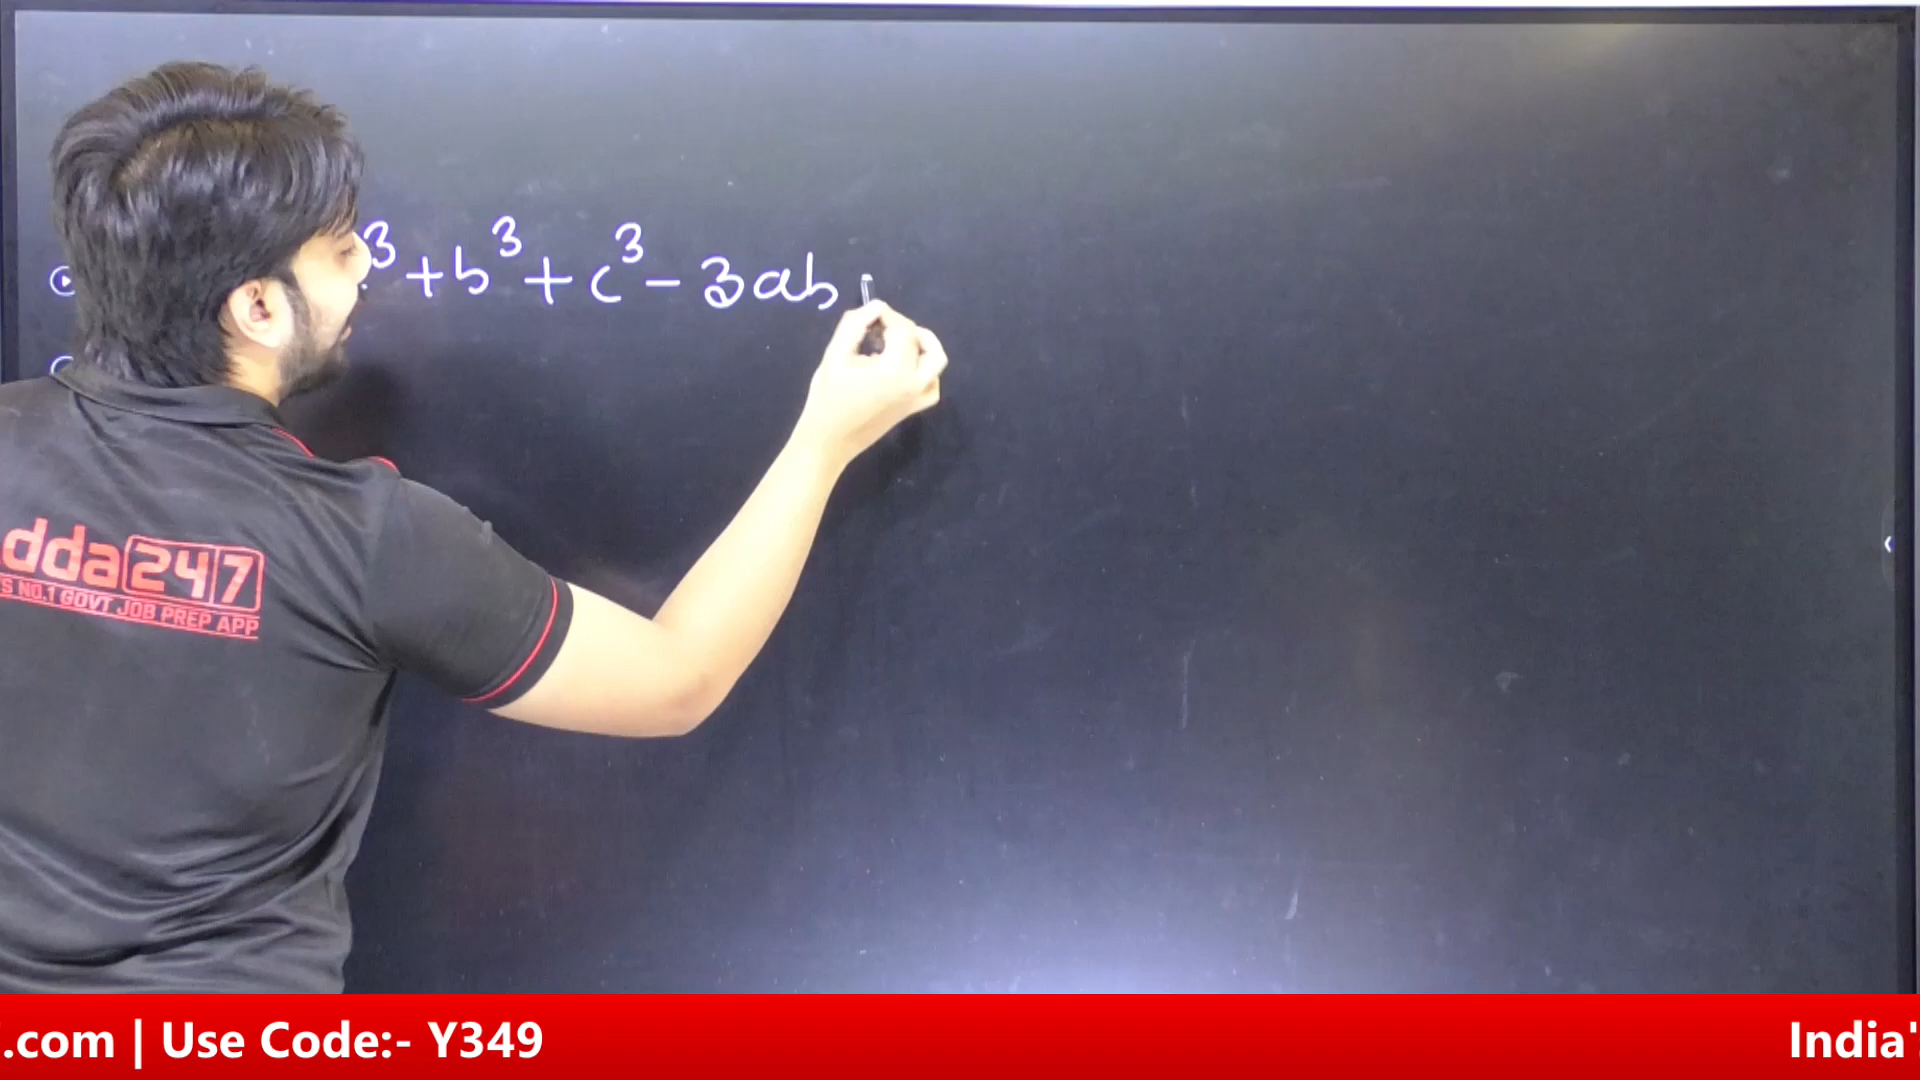 ³+b³+c³-3ab
dda247
'S NO.1 GOVT JOB PREP APP
.com | Use Code:- Y349
India'